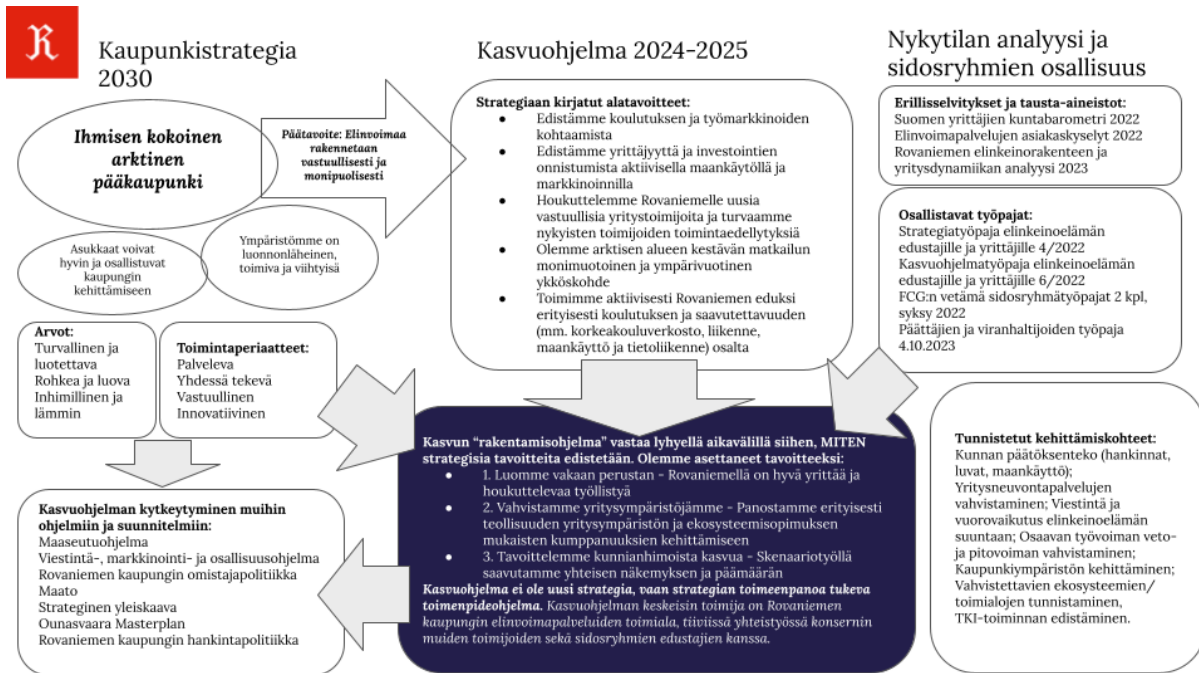 R
Kaupunkistrategia
2030
Ihmisen kokoinen
arktinen
pääkaupunki
Päätavoite: Elinvoimaa
rakennetaan
vastuullisesti ja
monipuolisesti
Asukkaat voivat
hyvin ja osallistuvat
kaupungin
kehittämiseen
Ympäristömme on
luonnonläheinen,
toimiva ja viihtyisä
Arvot:
Turvallinen ja
luotettava
Rohkea ja luova
Inhimillinen ja
lämmin
Toimintaperiaatteet:
Palveleva
Yhdessä tekevä
Vastuullinen
Innovatiivinen
Kasvuohjelman kytkeytyminen muihin
ohjelmiin ja suunnitelmiin:
Maaseutuohjelma
Viestintä-, markkinointi- ja osallisuusohjelma
Rovaniemen kaupungin omistajapolitiikka
Maato
Strateginen yleiskaava
Ounasvaara Masterplan
Rovaniemen kaupungin hankintapolitiikka
Kasvuohjelma 2024-2025
Strategiaan kirjatut alatavoitteet:
● Edistämme koulutuksen ja työmarkkinoiden
kohtaamista
● Edistämme yrittäjyyttä ja investointien
onnistumista aktiivisella maankäytöllä ja
markkinoinnilla
● Houkuttelemme Rovaniemelle uusia
vastuullisia yritystoimijoita ja turvaamme
nykyisten toimijoiden toimintaedellytyksiä
● Olemme arktisen alueen kestävän matkailun
monimuotoinen ja ympärivuotinen
ykköskohde
● Toimimme aktiivisesti Rovaniemen eduksi
erityisesti koulutuksen ja saavutettavuuden
(mm. korkeakouluverkosto, liikenne,
maankäyttö ja tietoliikenne) osalta
Kasvun "rakentamisohjelma" vastaa lyhyellä aikavälillä siihen, MITEN
strategisia tavoitteita edistetään. Olemme asettaneet tavoitteeksi:
● 1. Luomme vakaan perustan - Rovaniemellä on hyvä yrittää ja
houkuttelevaa työllistyä
● 2. Vahvistamme yritysympäristöjämme - Panostamme erityisesti
teollisuuden yritysympäristön ja ekosysteemisopimuksen
mukaisten kumppanuuksien kehittämiseen
● 3. Tavoittelemme kunnianhimoista kasvua - Skenaariotyöllä
saavutamme yhteisen näkemyksen ja päämäärän
Kasvuohjelma ei ole uusi strategia, vaan strategian toimeenpanoa tukeva
toimenpideohjelma. Kasvuohjelman keskeisin toimija on Rovaniemen
kaupungin elinvoimapalveluiden toimiala, tiiviissä yhteistyössä konsernin
muiden toimijoiden sekä sidosryhmien edustajien kanssa.
Nykytilan analyysi ja
sidosryhmien osallisuus
Erillisselvitykset ja tausta-aineistot:
Suomen yrittäjien kuntabarometri 2022
Elinvoimapalvelujen asiakaskyselyt 2022
Rovaniemen elinkeinorakenteen ja
yritysdynamiikan analyysi 2023
Osallistavat työpajat:
Strategiatyöpaja elinkeinoelämän
edustajille ja yrittäjille 4/2022
Kasvuohjelmatyöpaja elinkeinoelämän
edustajille ja yrittäjille 6/2022
FCG:n vetämä sidosryhmätyöpajat 2 kpl,
syksy 2022
Päättäjien ja viranhaltijoiden työpaja
4.10.2023
Tunnistetut kehittämiskohteet:
Kunnan päätöksenteko (hankinnat,
luvat, maankäyttö);
Yritysneuvontapalvelujen
vahvistaminen; Viestintä ja
vuorovaikutus elinkeinoelämän
suuntaan; Osaavan työvoiman veto-
ja pitovoiman vahvistaminen;
Kaupunkiympäristön kehittäminen;
Vahvistettavien ekosysteemien/
toimialojen tunnistaminen,
TKI-toiminnan edistäminen.